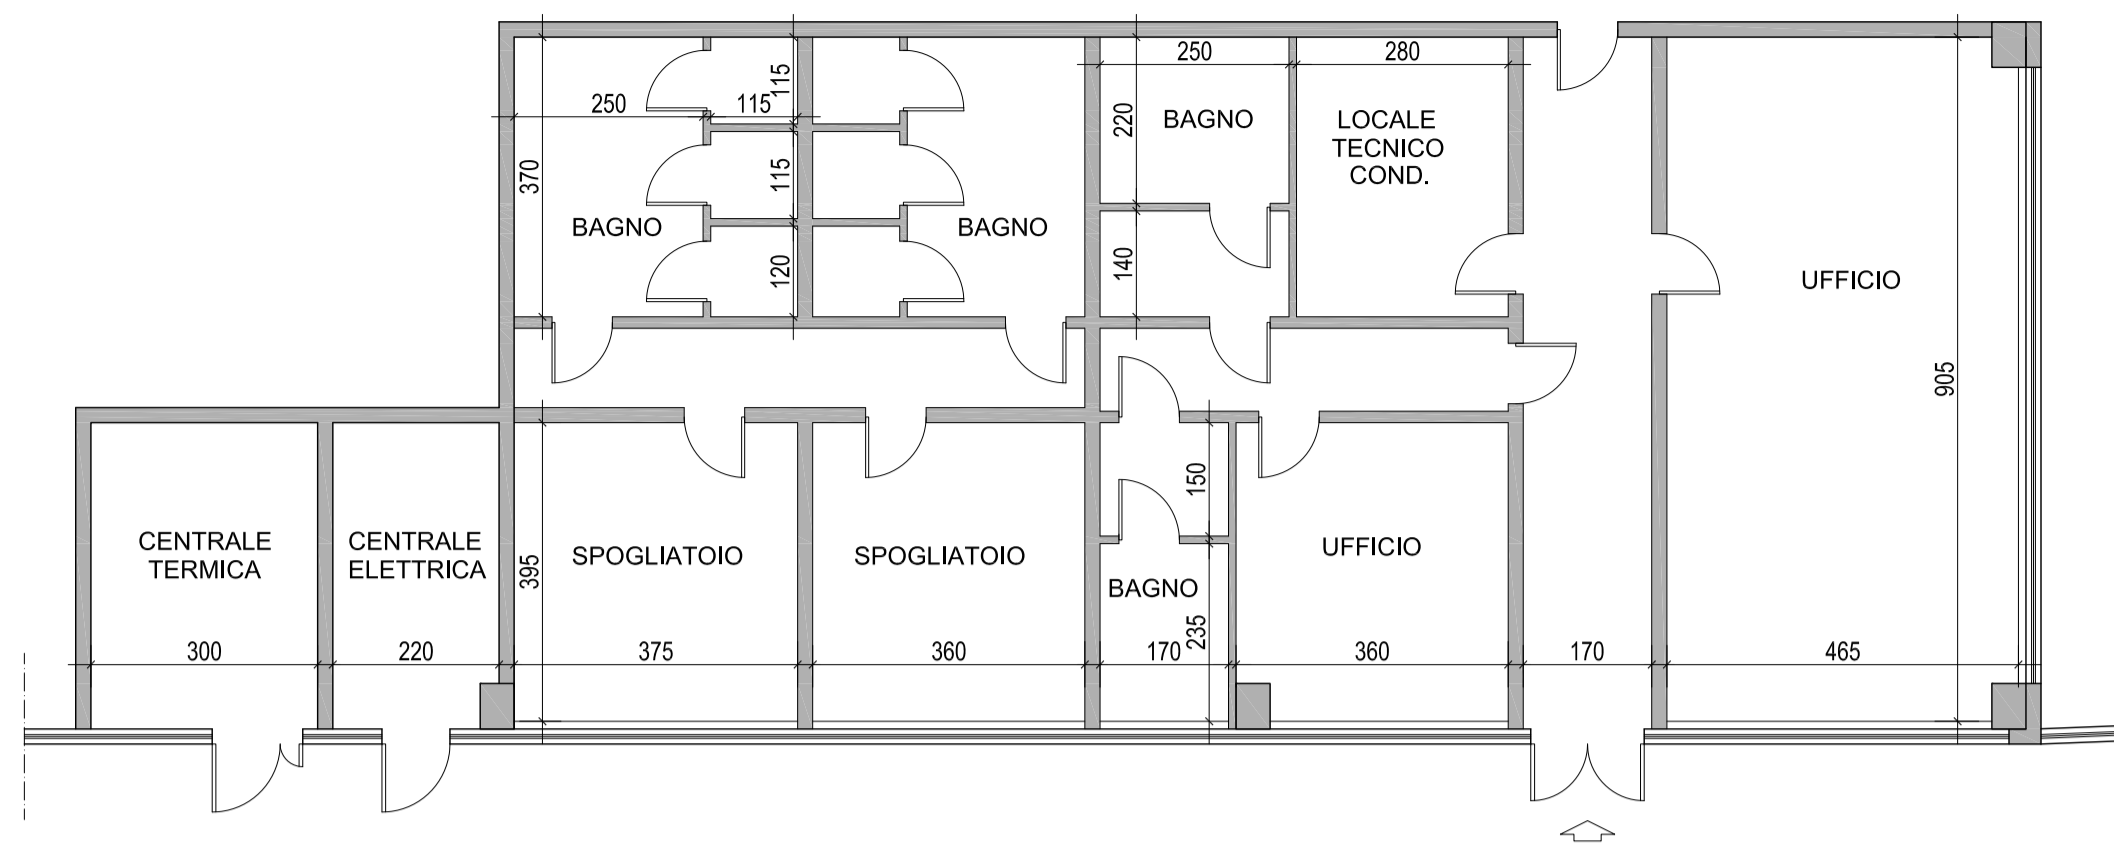 250
280
115
250
115
220
BAGNO
LOCALE
TECNICO
COND.
370
115
BAGNO
BAGNO
120
140
UFFICIO
905
150
CENTRALE
TERMICA
CENTRALE
ELETTRICA
395
SPOGLIATOIO
SPOGLIATOIO
UFFICIO
BAGNO
235
300
220
375
360
170
360
170
465